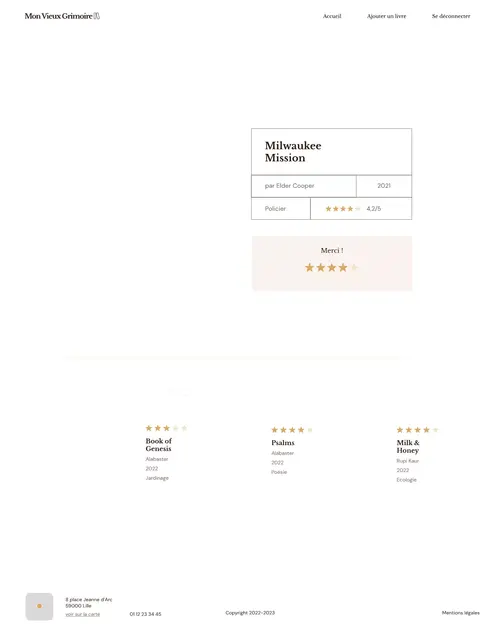 Mon Vieux Grimoire
Accueil
Ajouter un livre
Se déconnecter
Milwaukee
Mission
par Elder Cooper
2021
Policier
4,2/5
Merci !
Book of
Genesis
Alabaster
2022
Jardinage
Psalms
Alabaster
2022
Poésie
Milk &
Honey
Rupi Kaur
2022
Ecologie
8 place Jeanne d'Arc
59000 Lille
voir sur la carte
01 12 23 34 45
Copyright 2022-2023
Mentions légales